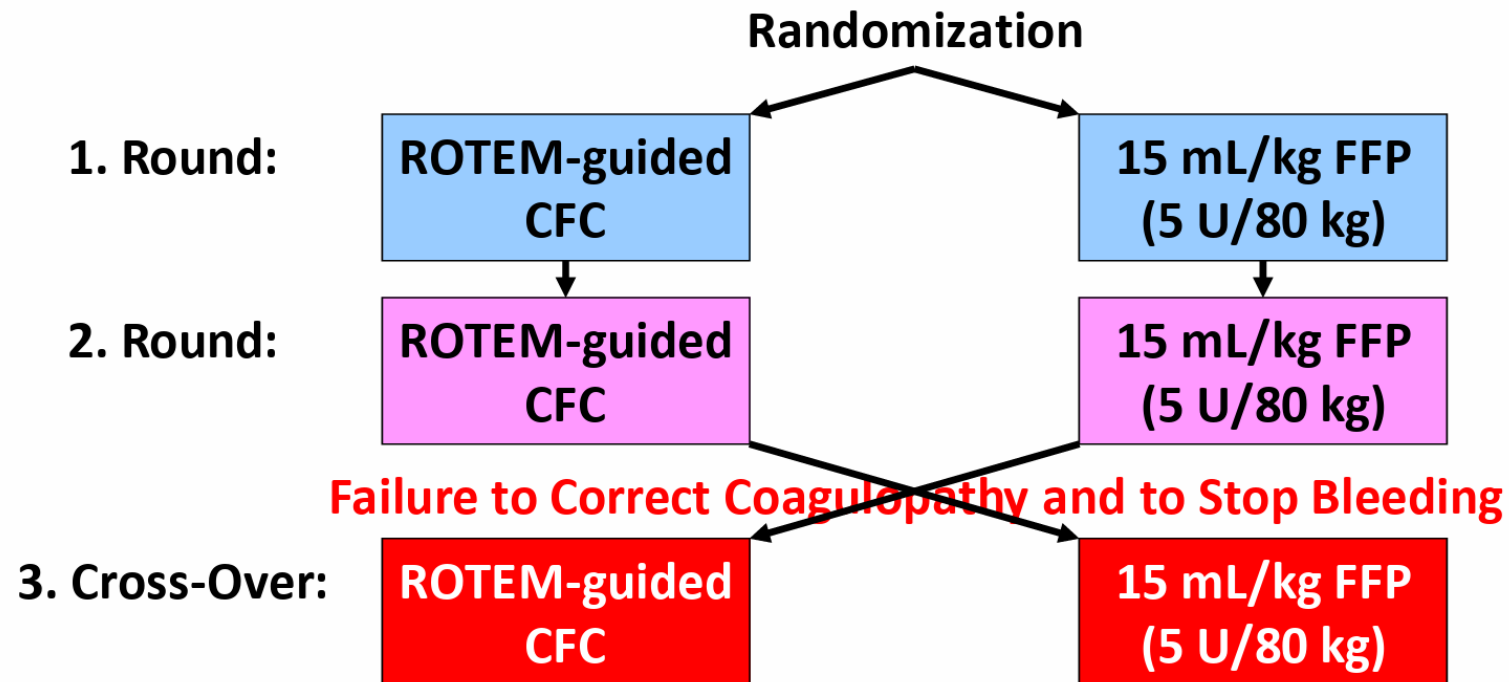 Randomization
1. Round:
ROTEM-guided
CFC
15 mL/kg FFP
(5 U/80 kg)
2. Round:
ROTEM-guided
CFC
15 mL/kg FFP
(5 U/80 kg)
Failure to Correct Coagulopathy and to Stop Bleeding
3. Cross-Over:
ROTEM-guided
CFC
15 mL/kg FFP
(5 U/80 kg)